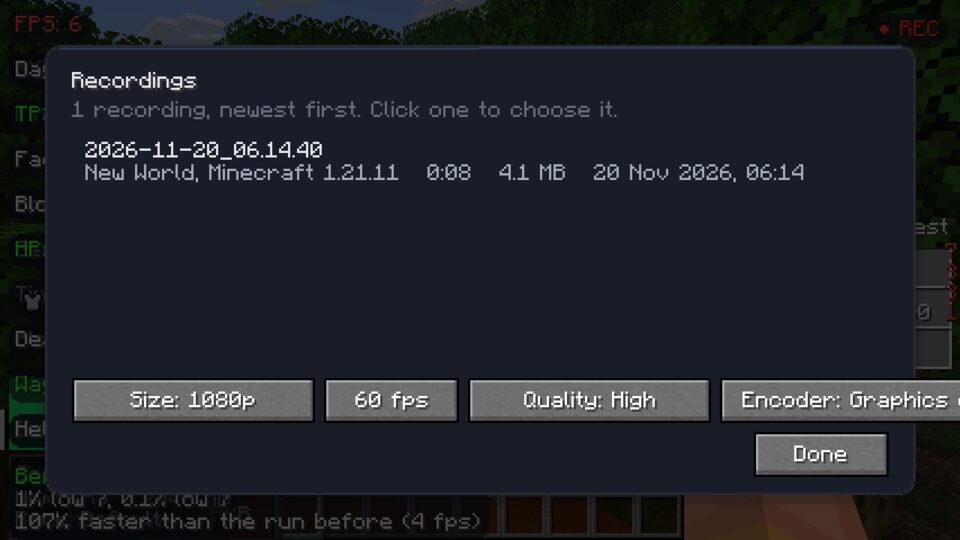 FPS: 6
REC
Recordings
1 recording, newest first. Click one to choose it.
2026-11-20_06.14.40
New World, Minecraft 1.21.11 0:08 4.1 MB 20 Nov 2026, 06:14
Size: 1080p
60 fps
Quality: High
Encoder: Graphics
Done
1% low ?, 0.1% low ?
107% faster than the run before (4 fps)